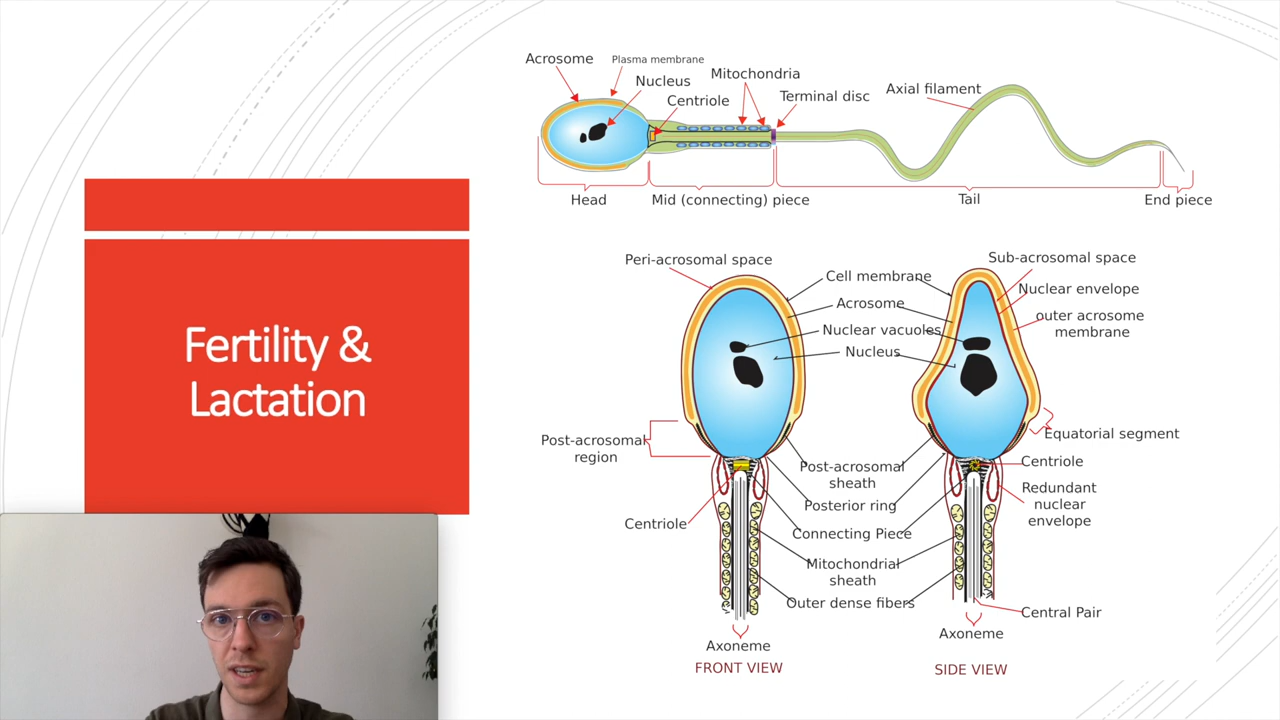 Fertility &
Lactation
Acrosome
Plasma membrane
Nucleus
Mitochondria
Centriole
Terminal disc
Axial filament
Head
Mid (connecting) piece
Tail
End piece
Peri-acrosomal space
Cell membrane
Acrosome
Nuclear vacuoles
Nucleus
Sub-acrosomal space
Nuclear envelope
outer acrosome
membrane
Post-acrosomal
region
Equatorial segment
Post-acrosomal
sheath
Centriole
Posterior ring
Redundant
nuclear
envelope
Centriole
Connecting Piece
Mitochondrial
sheath
Outer dense fibers
Central Pair
Axoneme
FRONT VIEW
Axoneme
SIDE VIEW